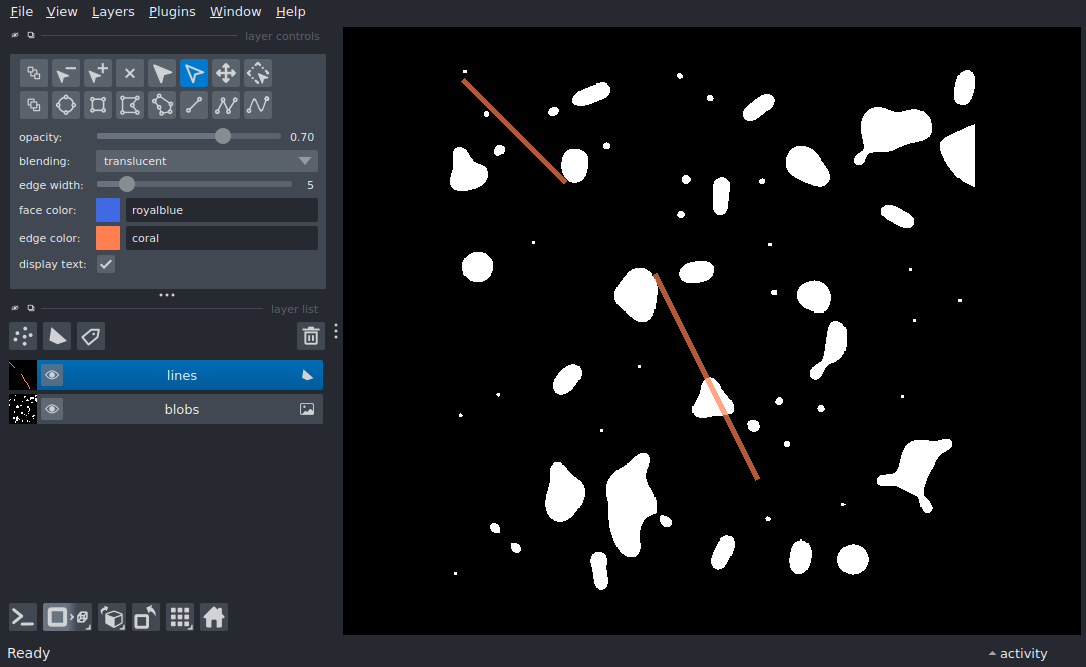 File View Layers Plugins Window Help
layer controls
opacity: 0.70
blending: translucent
edge width: 5
face color: royalblue
edge color: coral
display text:
layer list
lines
blobs
Ready
activity